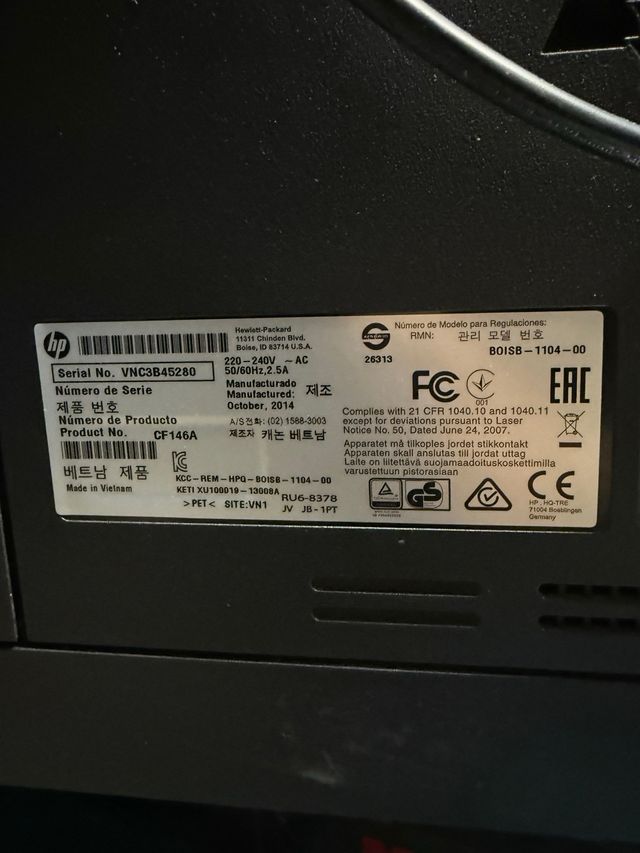 hp
Hewlett-Packard
11311 Chinden Blvd.
Boise, ID 83714 U.S.A.
Serial No. VNC3B45280
220-240V ~ AC
50/60Hz, 2.5A
Número de Serie
제품 번호
Manufacturado 제조
Manufactured:
October, 2014
Número de Producto
Product No. CF146A
A/S전화: (02) 1588-3003
제조자 캐논 베트남
베트남 제품
Made in Vietnam
KCC-REM-HPQ-BOISB-1104-00
KETI XU100019-13008A
>PET< SITE:VN1
RU6-8378
JV JB-1PT
26313
Número de Modelo para Regulaciones:
RMN: 관리 모델 번호
BOISB-1104-00
FC
001
EAC
Complies with 21 CFR 1040.10 and 1040.11
except for deviations pursuant to Laser
Notice No. 50, Dated June 24, 2007.
Apparatet må tilkoples jordet stikkontakt
Apparaten skall anslutas till jordat uttag
Laite on liitettävä suojamaadoituskoskettimilla
varustettuun pistorasiaan
GS
CE
HP, HQ-TRE
71004 Boeblingen
Germany